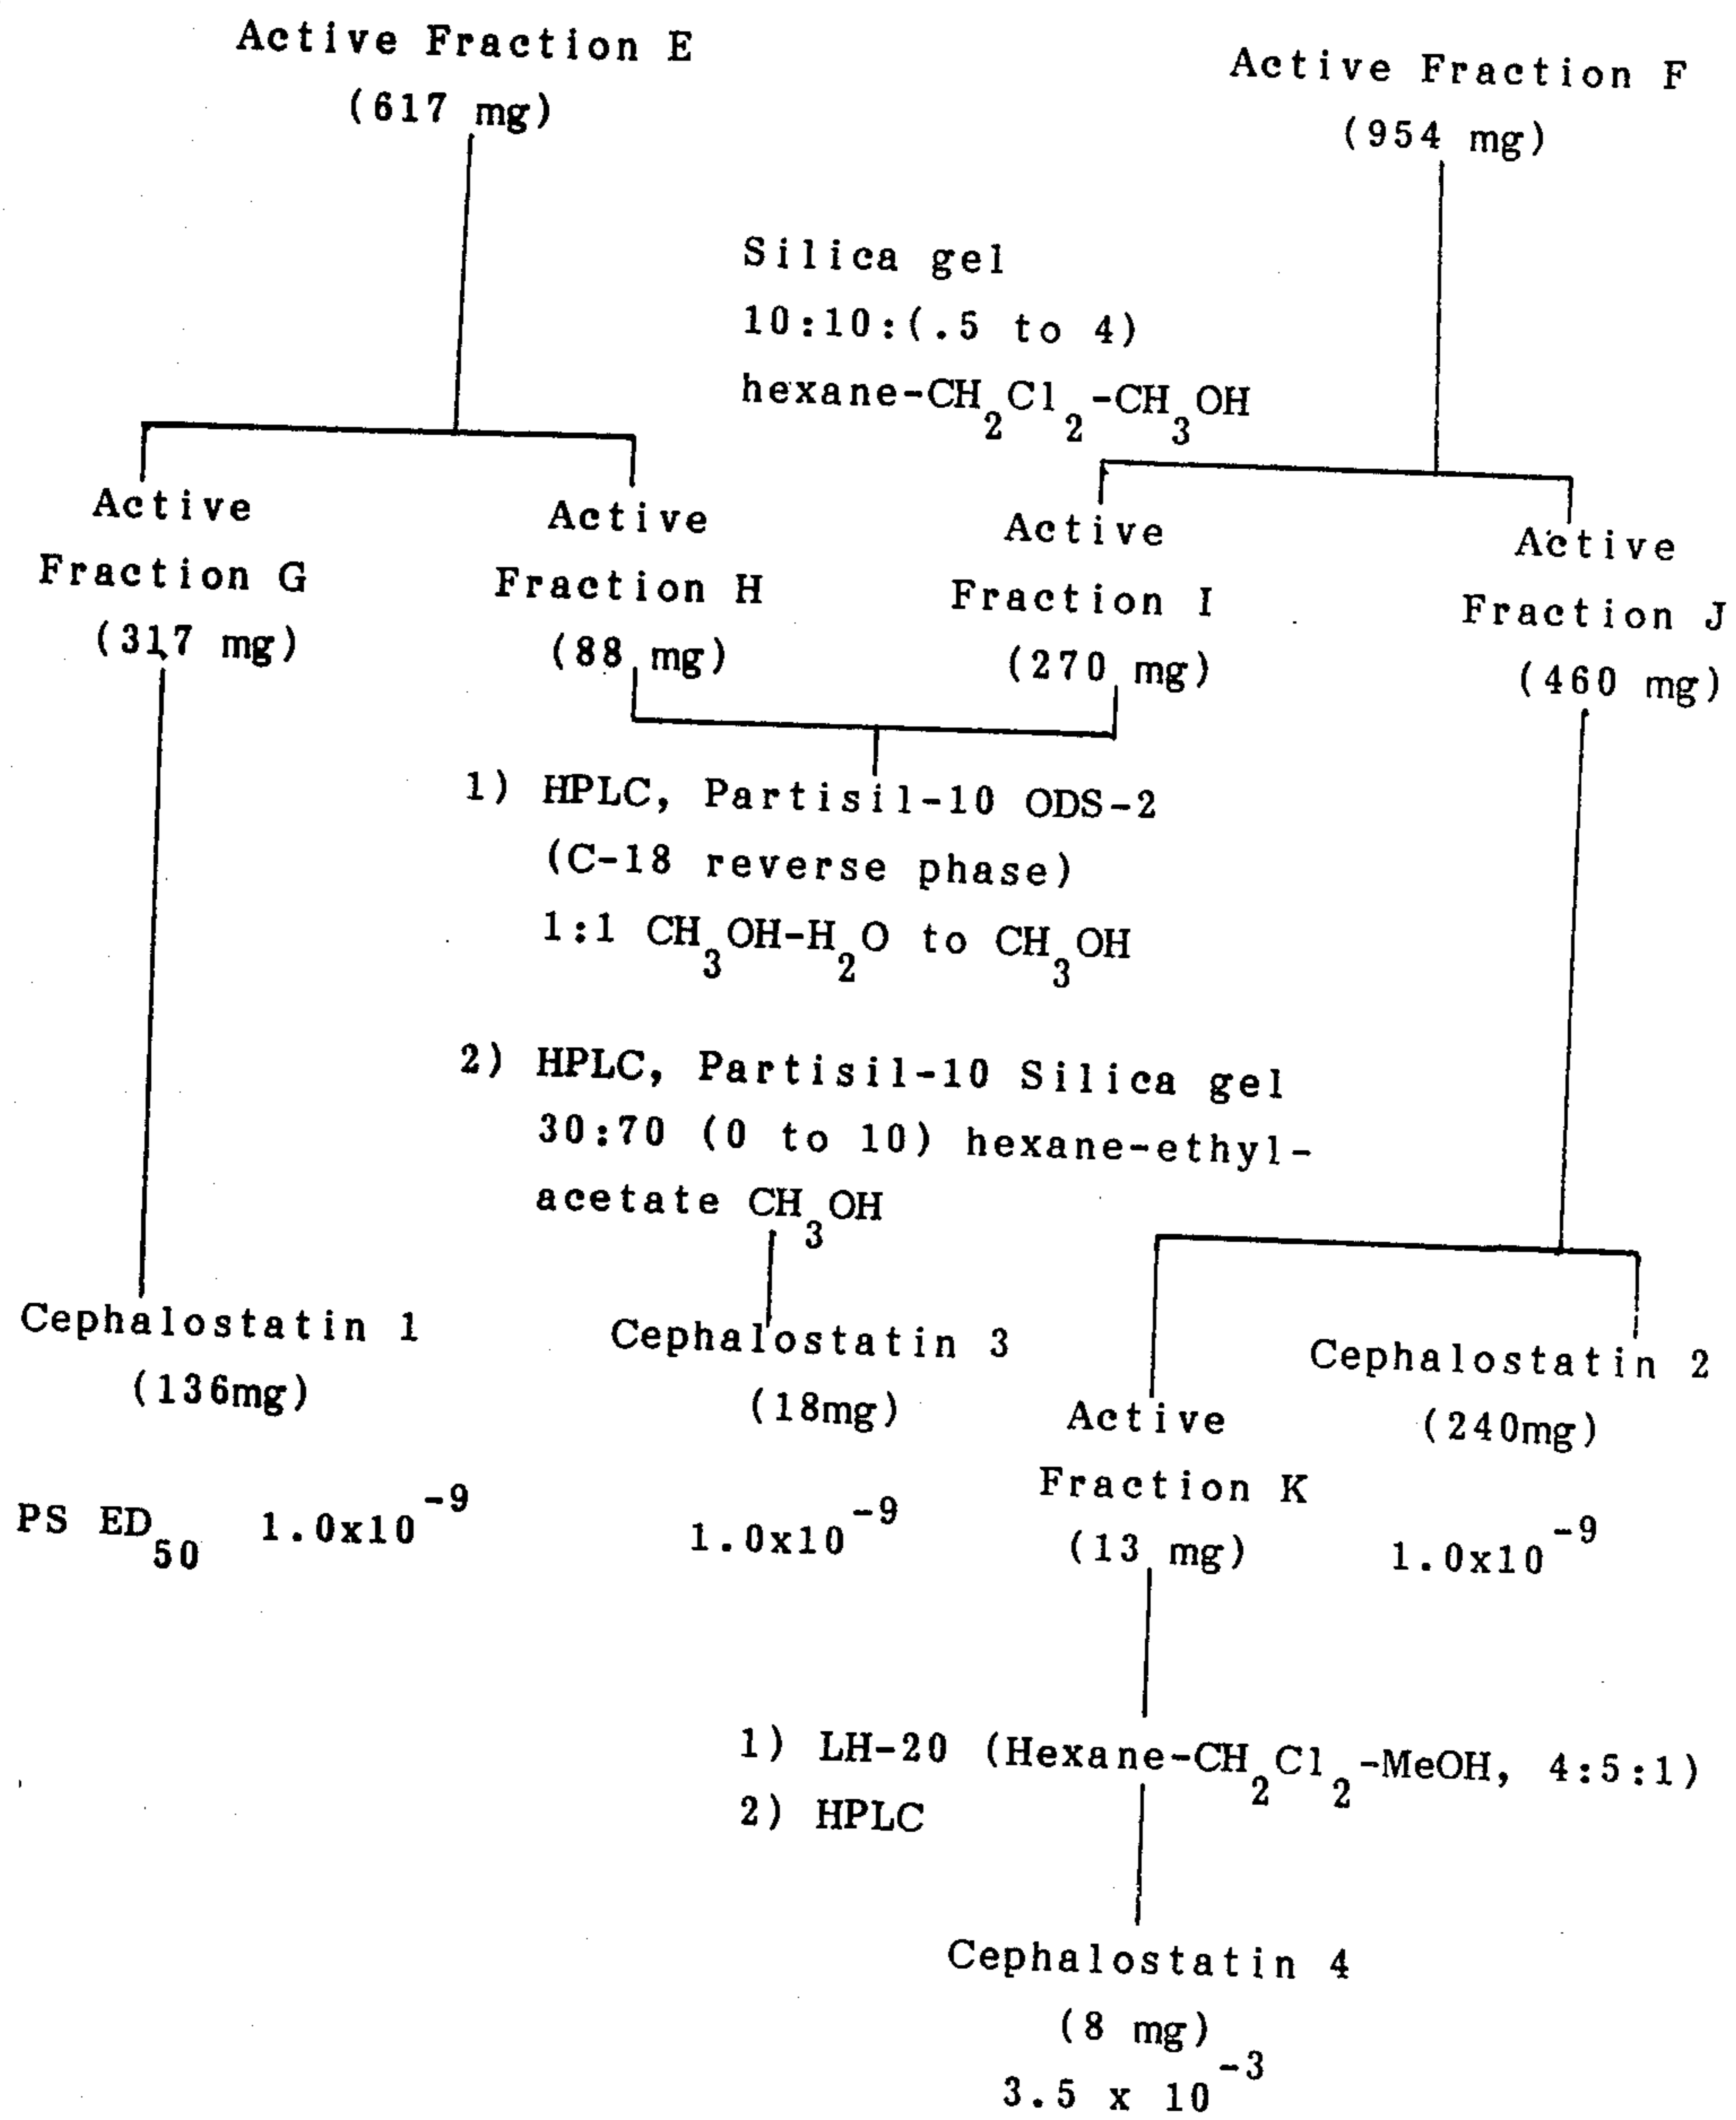 Active Fraction E
(617 mg)
Active Fraction F
(954 mg)
Silica gel
10:10:(.5 to 4)
hexane-CH2Cl2-CH3OH
Active
Fraction G
(317 mg)
Active
Fraction H
(88 mg)
Active
Fraction I
(270 mg)
Active
Fraction J
(460 mg)
1) HPLC, Partisil-10 ODS-2
(C-18 reverse phase)
1:1 CH3OH-H2O to CH3OH
2) HPLC, Partisil-10 Silica gel
30:70 (0 to 10) hexane-ethyl-
acetate CH3OH
Cephalostatin 1
(136mg)
Cephalostatin 3
(18mg)
Active
Fraction K
(13 mg)
Cephalostatin 2
(240mg)
PS ED50 1.0x10-9
1.0x10-9
1.0x10-9
1) LH-20 (Hexane-CH2Cl2-MeOH, 4:5:1)
2) HPLC
Cephalostatin 4
(8 mg)
3.5 x 10-3